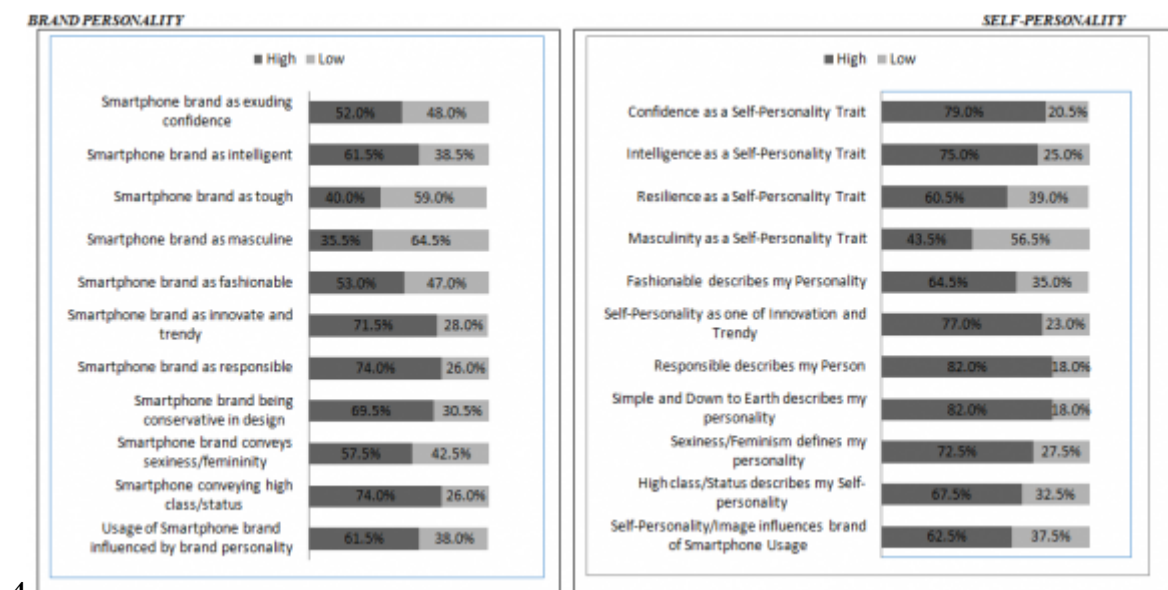 BRAND PERSONALITY
High Low
Smartphone brand as exuding
confidence
52.0% 48.0%
Smartphone brand as intelligent
61.5% 38.5%
Smartphone brand as tough
40.0% 59.0%
Smartphone brand as masculine
35.5% 64.5%
Smartphone brand as fashionable
53.0% 47.0%
Smartphone brand as innovate and
trendy
71.5% 28.0%
Smartphone brand as responsible
74.0% 26.0%
Smartphone brand being
conservative in design
69.5% 30.5%
Smartphone brand conveys
sexiness/femininity
57.5% 42.5%
Smartphone conveying high
class/status
74.0% 26.0%
Usage of Smartphone brand
influenced by brand personality
61.5% 38.0%
SELF-PERSONALITY
High Low
Confidence as a Self-Personality Trait
79.0% 20.5%
Intelligence as a Self-Personality Trait
75.0% 25.0%
Resilience as a Self-Personality Trait
60.5% 39.0%
Masculinity as a Self-Personality Trait
43.5% 56.5%
Fashionable describes my Personality
64.5% 35.0%
Self-Personality as one of Innovation and
Trendy
77.0% 23.0%
Responsible describes my Person
82.0% 18.0%
Simple and Down to Earth describes my
personality
82.0% 18.0%
Sexiness/Feminism defines my
personality
72.5% 27.5%
High class/Status describes my Self-
personality
67.5% 32.5%
Self-Personality/Image influences brand
of Smartphone Usage
62.5% 37.5%